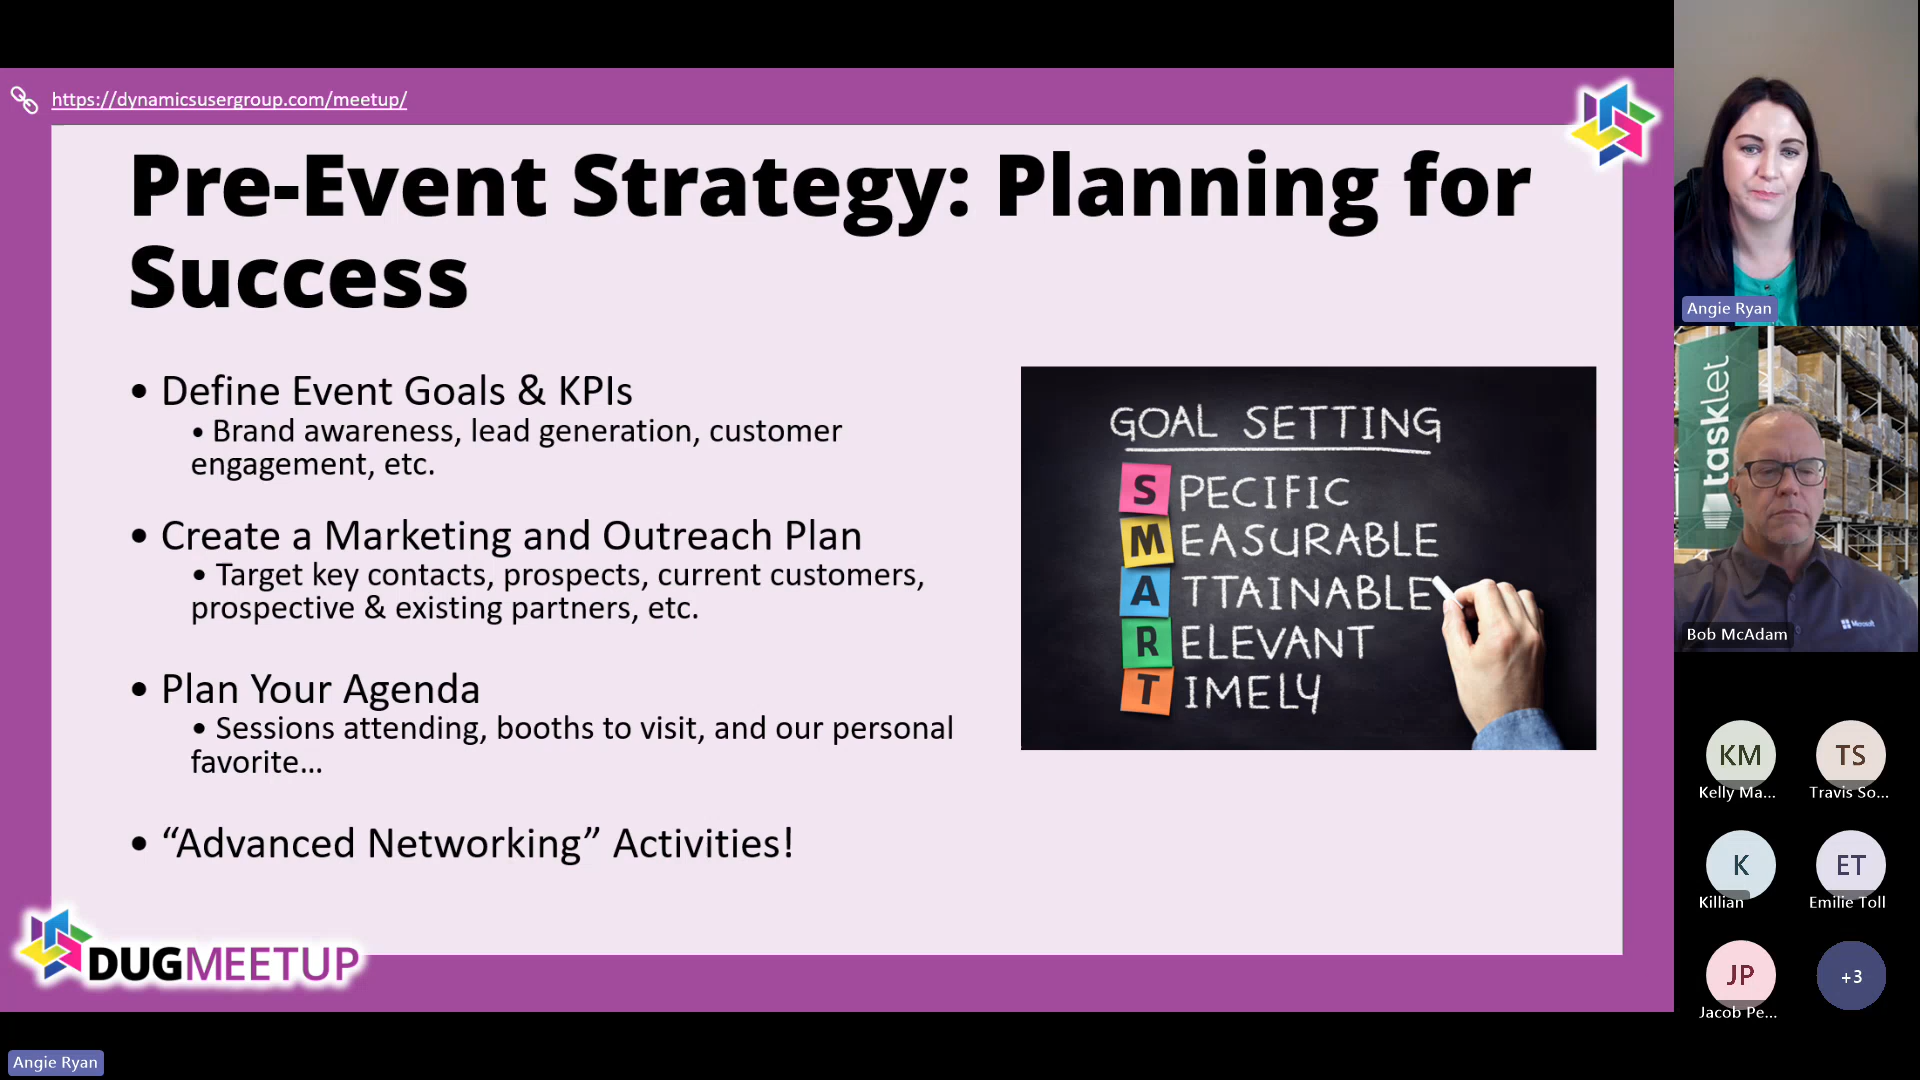 https://dynamicsusergroup.com/meetup/
Pre-Event Strategy: Planning for
Success
• Define Event Goals & KPIs
• Brand awareness, lead generation, customer
engagement, etc.
• Create a Marketing and Outreach Plan
• Target key contacts, prospects, current customers,
prospective & existing partners, etc.
• Plan Your Agenda
• Sessions attending, booths to visit, and our personal
favorite...
• “Advanced Networking” Activities!
GOAL SETTING
SPECIFIC
MEASURABLE
ATTAINABLE
RELEVANT
TIMELY
DUGMEETUP
Angie Ryan
Angie Ryan
tasklet
Microsoft
Bob McAdam
KM
Kelly Ma...
TS
Travis So...
K
Killian
ET
Emilie Toll
JP
Jacob Pe...
+3